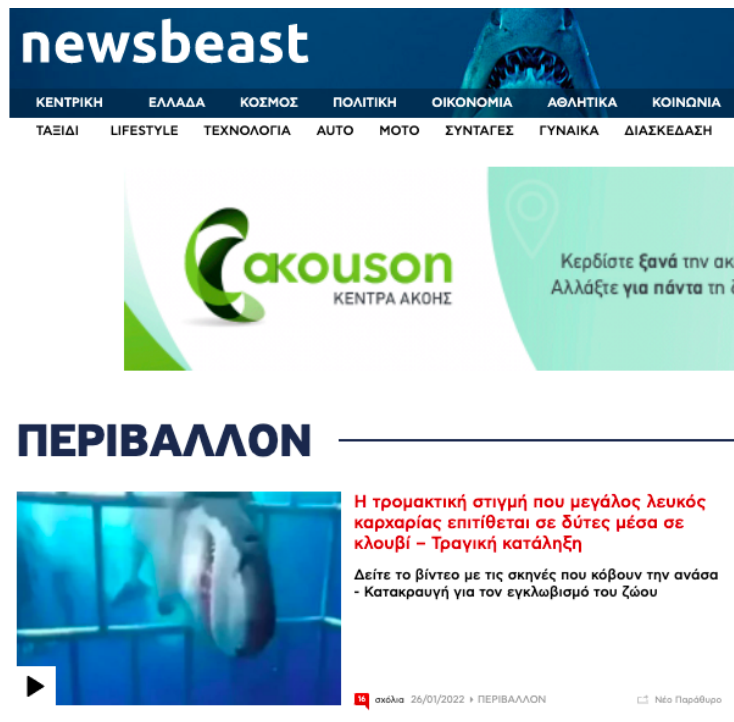 newsbeast
ΚΕΝΤΡΙΚΗ ΕΛΛΑΔΑ ΚΟΣΜΟΣ ΠΟΛΙΤΙΚΗ ΟΙΚΟΝΟΜΙΑ ΑΘΛΗΤΙΚΑ ΚΟΙΝΩΝΙΑ
ΤΑΞΙΔΙ LIFESTYLE ΤΕΧΝΟΛΟΓΙΑ AUTO MOTO ΣΥΝΤΑΓΕΣ ΓΥΝΑΙΚΑ ΔΙΑΣΚΕΔΑΣΗ
akouson
ΚΕΝΤΡΑ ΑΚΟΗΣ
Κερδίστε ξανά την ακ
Αλλάξτε για πάντα τη δ
ΠΕΡΙΒΑΛΛΟΝ
Η τρομακτική στιγμή που μεγάλος λευκός
καρχαρίας επιτίθεται σε δύτες μέσα σε
κλουβί – Τραγική κατάληξη
Δείτε το βίντεο με τις σκηνές που κόβουν την ανάσα
- Κατακραυγή για τον εγκλωβισμό του ζώου
16 σχόλια 26/01/2022 ΠΕΡΙΒΑΛΛΟΝ Νέο Παράθυρο